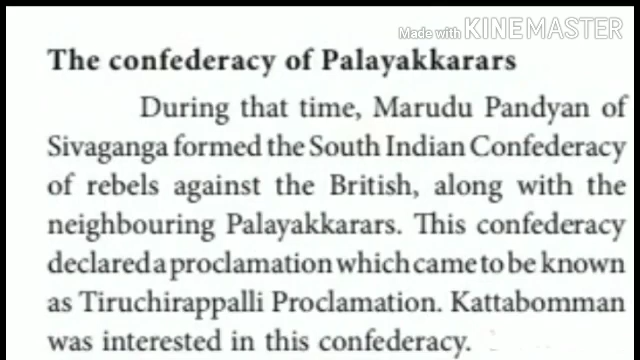 Made with KINEMASTER
The confederacy of Palayakkarars
During that time, Marudu Pandyan of
Sivaganga formed the South Indian Confederacy
of rebels against the British, along with the
neighbouring Palayakkarars. This confederacy
declared a proclamation which came to be known
as Tiruchirappalli Proclamation. Kattabomman
was interested in this confederacy.